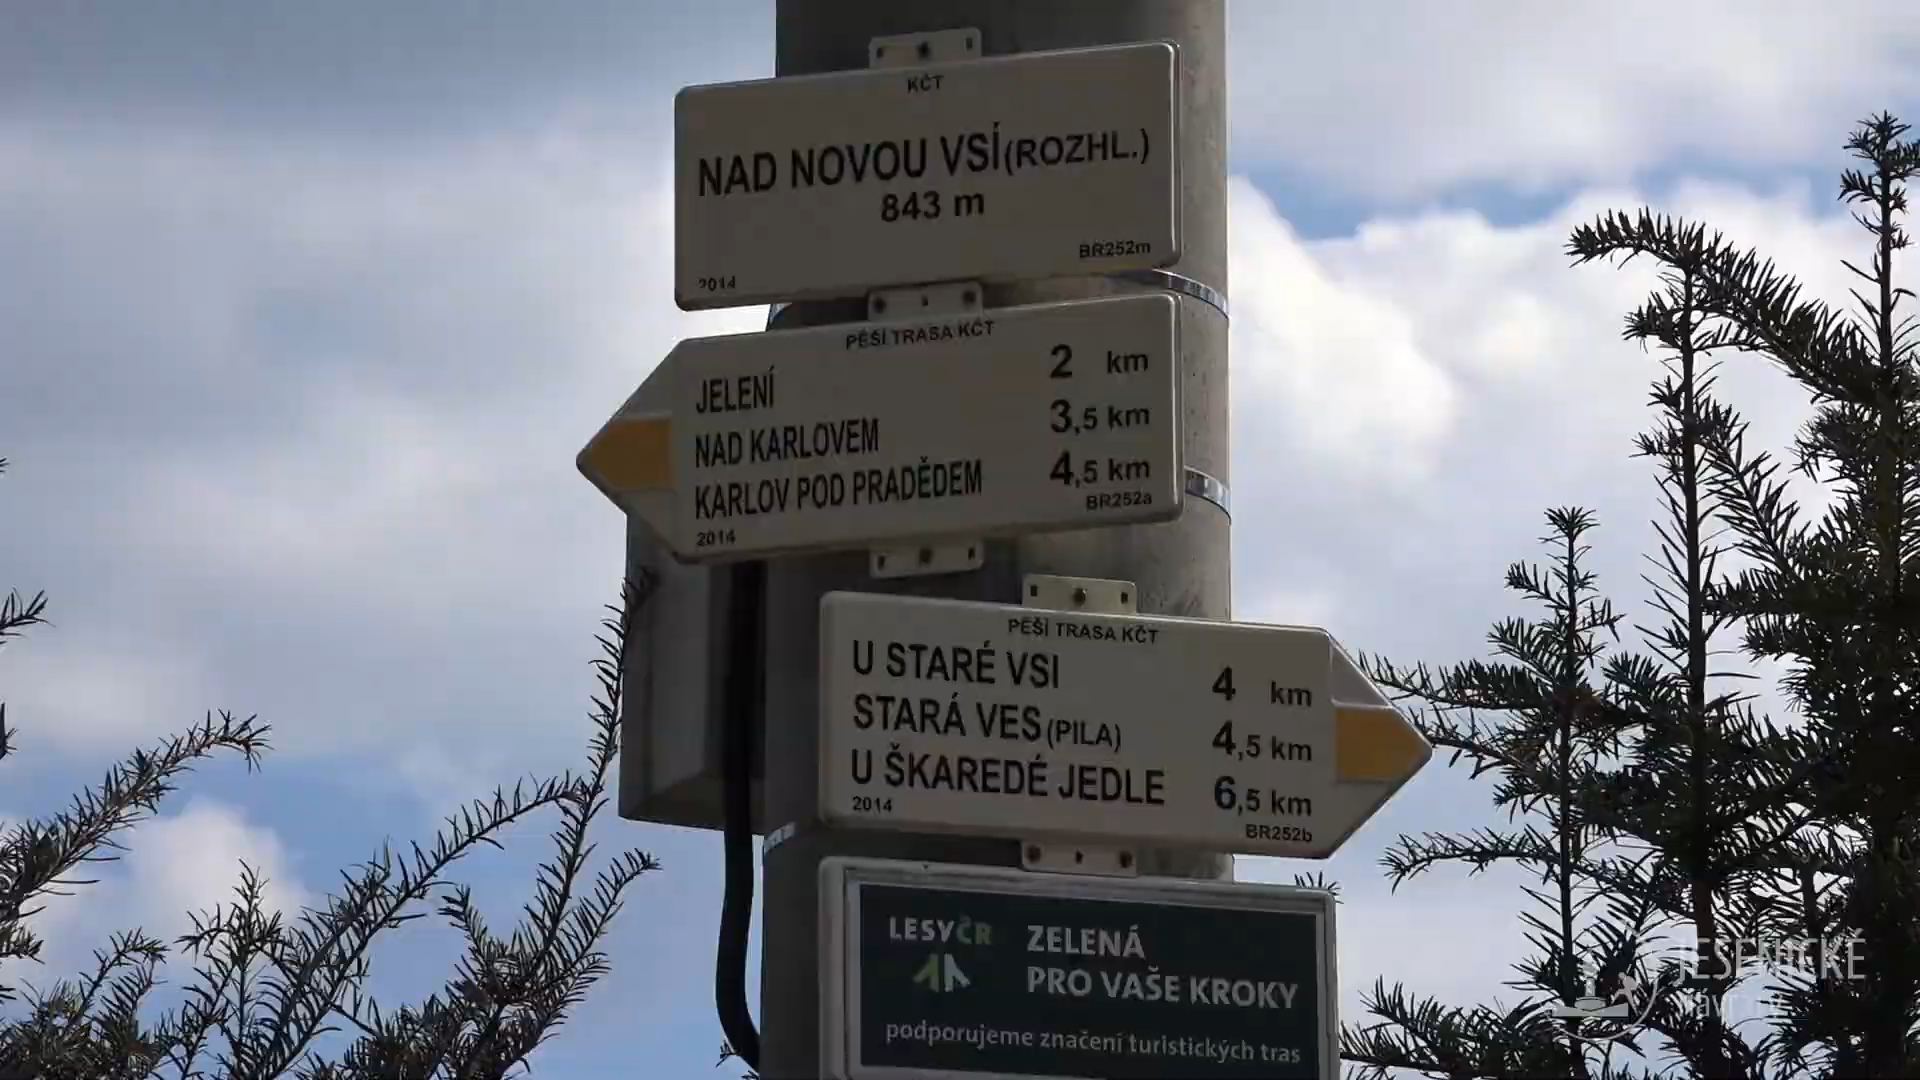 KČT
NAD NOVOU VSÍ (ROZHL.)
843 m
BR252m
2014
PĚŠÍ TRASA KČT
JELENÍ 2 km
NAD KARLOVEM 3,5 km
KARLOV POD PRADĚDEM 4,5 km
BR252a
2014
PĚŠÍ TRASA KČT
U STARÉ VSI 4 km
STARÁ VES (PILA) 4,5 km
U ŠKAREDÉ JEDLE 6,5 km
2014
BR252b
LESY ČR
ZELENÁ
PRO VAŠE KROKY
podporujeme značení turistických tras
JESENICKÉ
návraty